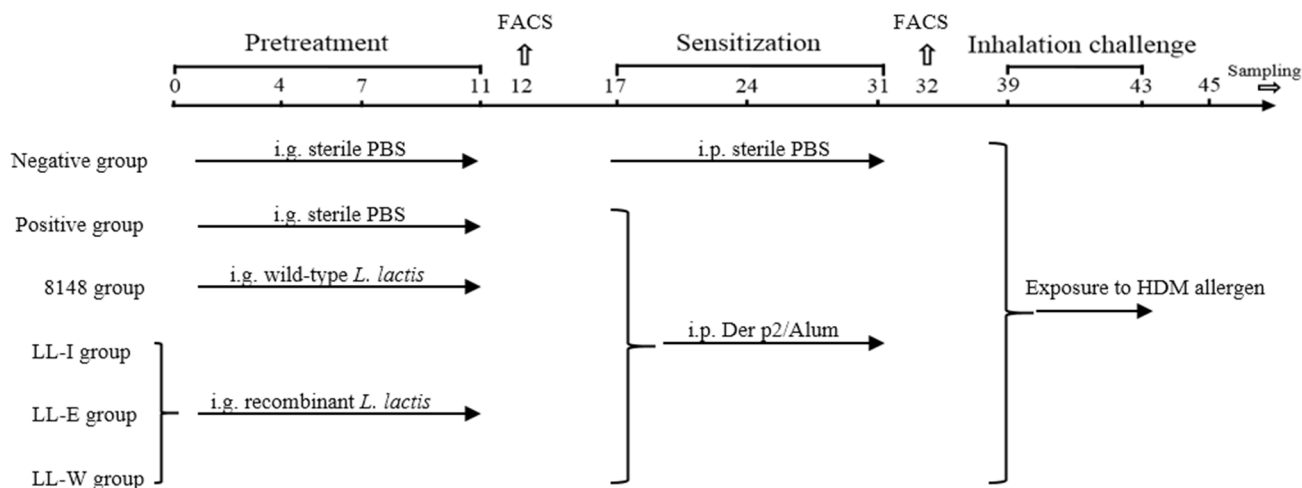 FACS
FACS
Pretreatment
Sensitization
Inhalation challenge
Sampling
0 4 7 11 12 17 24 31 32 39 43 45
Negative group
i.g. sterile PBS
i.p. sterile PBS
Positive group
i.g. sterile PBS
8148 group
i.g. wild-type L. lactis
Exposure to HDM allergen
LL-I group
i.p. Der p2/Alum
LL-E group
i.g. recombinant L. lactis
LL-W group